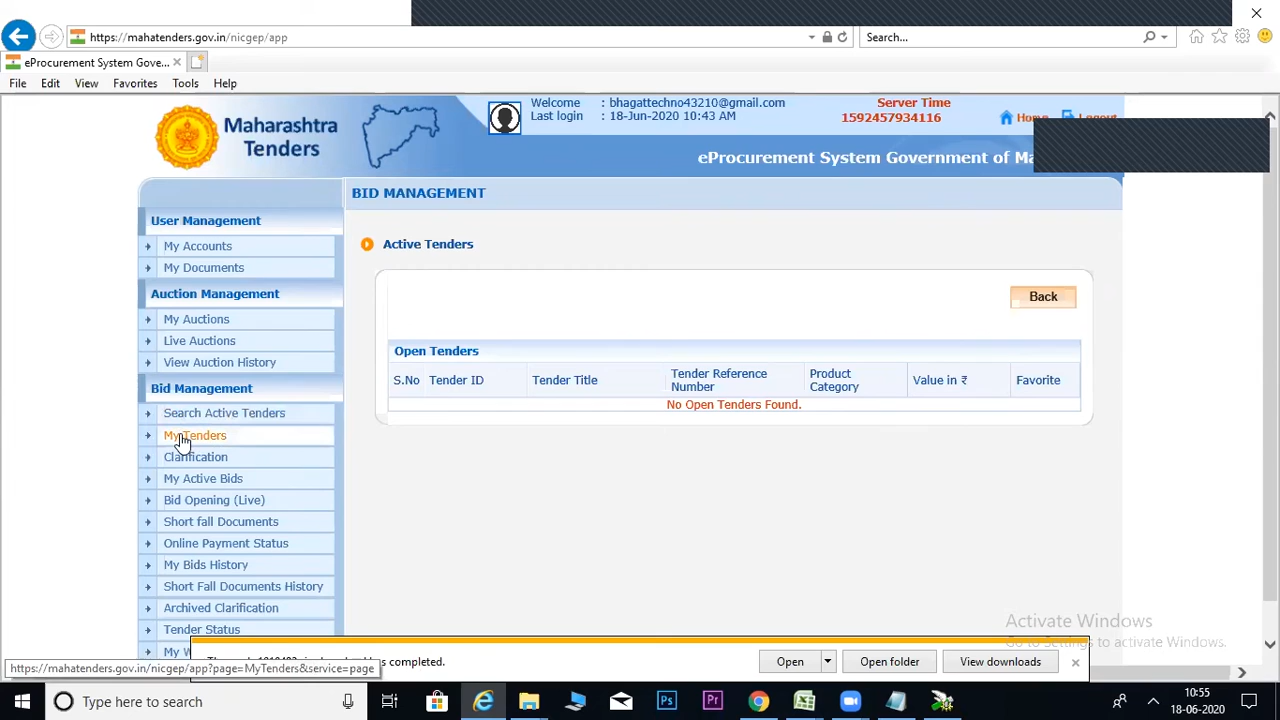 https://mahatenders.gov.in/nicgep/app
Search...
eProcurement System Gove...
File Edit View Favorites Tools Help
Maharashtra
Tenders
Welcome : bhagattechno43210@gmail.com
Last login : 18-Jun-2020 10:43 AM
Server Time
1592457934116
eProcurement System Government of
User Management
My Accounts
My Documents
Auction Management
My Auctions
Live Auctions
View Auction History
Bid Management
Search Active Tenders
My Tenders
Clarification
My Active Bids
Bid Opening (Live)
Short fall Documents
Online Payment Status
My Bids History
Short Fall Documents History
Archived Clarification
Tender Status
BID MANAGEMENT
Active Tenders
Back
Open Tenders
S.No Tender ID Tender Title Tender Reference Number Product Category Value in ₹ Favorite
No Open Tenders Found.
Activate Windows
Go to Settings to activate Windows.
completed.
Open Open folder View downloads
https://mahatenders.gov.in/nicgep/app?page=MyTenders&service=page
Type here to search
10:55
18-06-2020